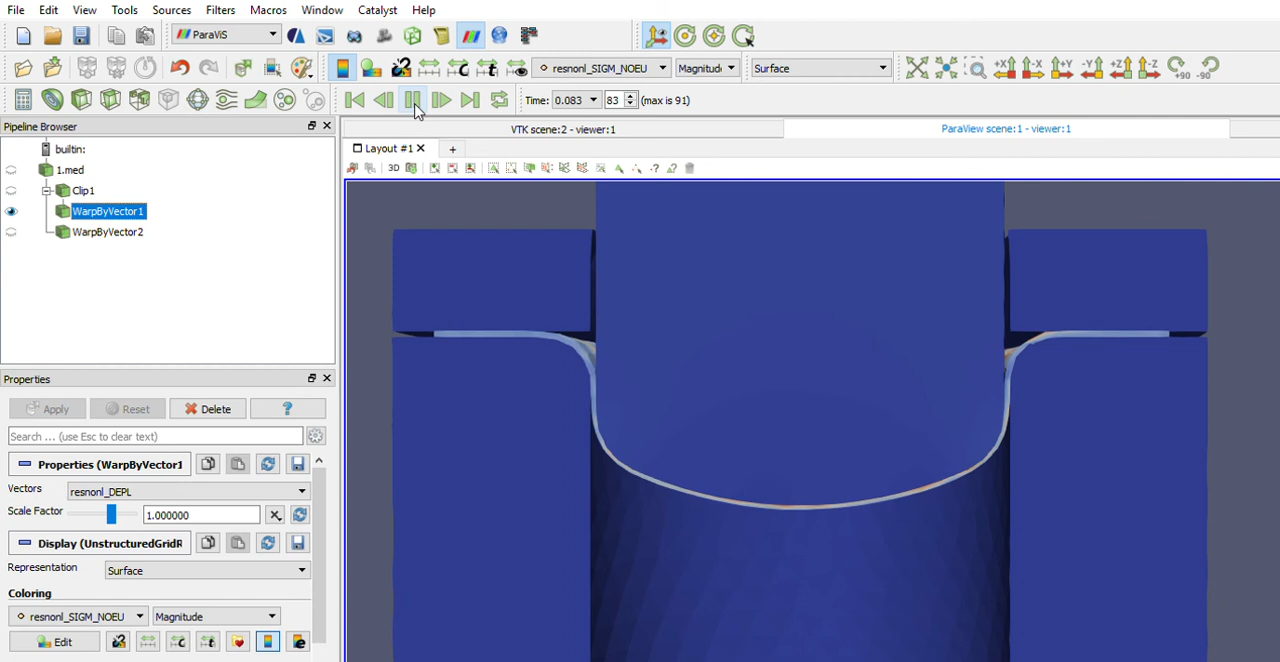 File Edit View Tools Sources Filters Macros Window Catalyst Help
ParaViS
resnonl_SIGM_NOEU Magnitude Surface +X -X +Y -Y +Z -Z +90 -90
Time: 0.083 83 (max is 91)
Pipeline Browser
VTK scene:2 - viewer:1 ParaView scene:1 - viewer:1
builtin:
Layout #1 +
1.med
3D
Clip1
WarpByVector1
WarpByVector2
Properties
Apply Reset Delete ?
Search ... (use Esc to clear text)
Properties (WarpByVector1
Vectors resnonl_DEPL
Scale Factor 1.000000
Display (UnstructuredGridR
Representation Surface
Coloring
resnonl_SIGM_NOEU Magnitude
Edit